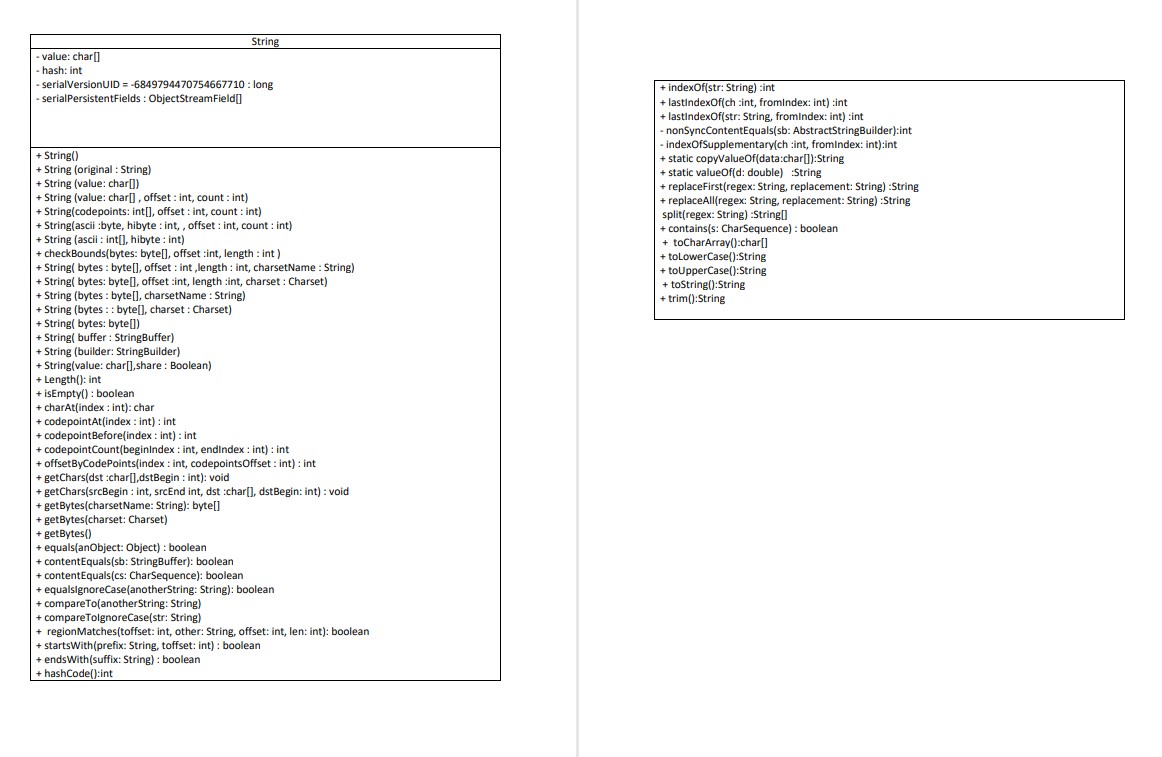 String
- value: char[]
- hash: int
- serialVersionUID = -6849794470754667710 : long
- serialPersistentFields : ObjectStreamField[]
+ String()
+ String (original : String)
+ String (value: char[])
+ String (value: char[] , offset : int, count : int)
+ String(codepoints: int[], offset : int, count : int)
+ String(ascii :byte, hibyte : int, , offset : int, count : int)
+ String (ascii : int[], hibyte : int)
+ checkBounds(bytes: byte[], offset :int, length : int )
+ String( bytes : byte[], offset : int ,length : int, charsetName : String)
+ String( bytes: byte[], offset :int, length :int, charset : Charset)
+ String (bytes : byte[], charsetName : String)
+ String (bytes : : byte[], charset : Charset)
+ String( bytes: byte[])
+ String( buffer : StringBuffer)
+ String (builder: StringBuilder)
+ String(value: char[],share : Boolean)
+ Length(): int
+ isEmpty() : boolean
+ charAt(index : int): char
+ codepointAt(index : int) : int
+ codepointBefore(index : int) : int
+ codepointCount(beginIndex : int, endIndex : int) : int
+ offsetByCodePoints(index : int, codepointsOffset : int) : int
+ getChars(dst :char[],dstBegin : int): void
+ getChars(srcBegin : int, srcEnd int, dst :char[], dstBegin: int) : void
+ getBytes(charsetName: String): byte[]
+ getBytes(charset: Charset)
+ getBytes()
+ equals(anObject: Object) : boolean
+ contentEquals(sb: StringBuffer): boolean
+ contentEquals(cs: CharSequence): boolean
+ equalsIgnoreCase(anotherString: String): boolean
+ compareTo(anotherString: String)
+ compareToIgnoreCase(str: String)
+ regionMatches(toffset: int, other: String, offset: int, len: int): boolean
+ startsWith(prefix: String, toffset: int) : boolean
+ endsWith(suffix: String) : boolean
+ hashCode():int
+ indexOf(str: String) :int
+ lastIndexOf(ch :int, fromIndex: int) :int
+ lastIndexOf(str: String, fromIndex: int) :int
- nonSyncContentEquals(sb: AbstractStringBuilder):int
- indexOfSupplementary(ch :int, fromIndex: int):int
+ static copyValueOf(data:char[]):String
+ static valueOf(d: double) :String
+ replaceFirst(regex: String, replacement: String) :String
+ replaceAll(regex: String, replacement: String) :String
split(regex: String) :String[]
+ contains(s: CharSequence) : boolean
+ toCharArray():char[]
+ toLowerCase():String
+ toUpperCase():String
+ toString():String
+ trim():String